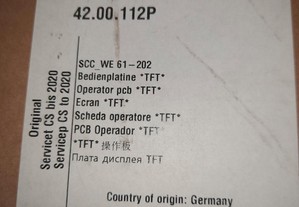 42.00.112P
SCC_WE 61-202
Bedienplatine *TFT*
Operator pcb *TFT*
Ecran *TFT*
Scheda operatore *TFT*
PCB Operador *TFT*
*TFT* 操作板
Плата дисплея TFT
Original
Servicet CS bis 2020
Servicep CS to 2020
Country of origin: Germany